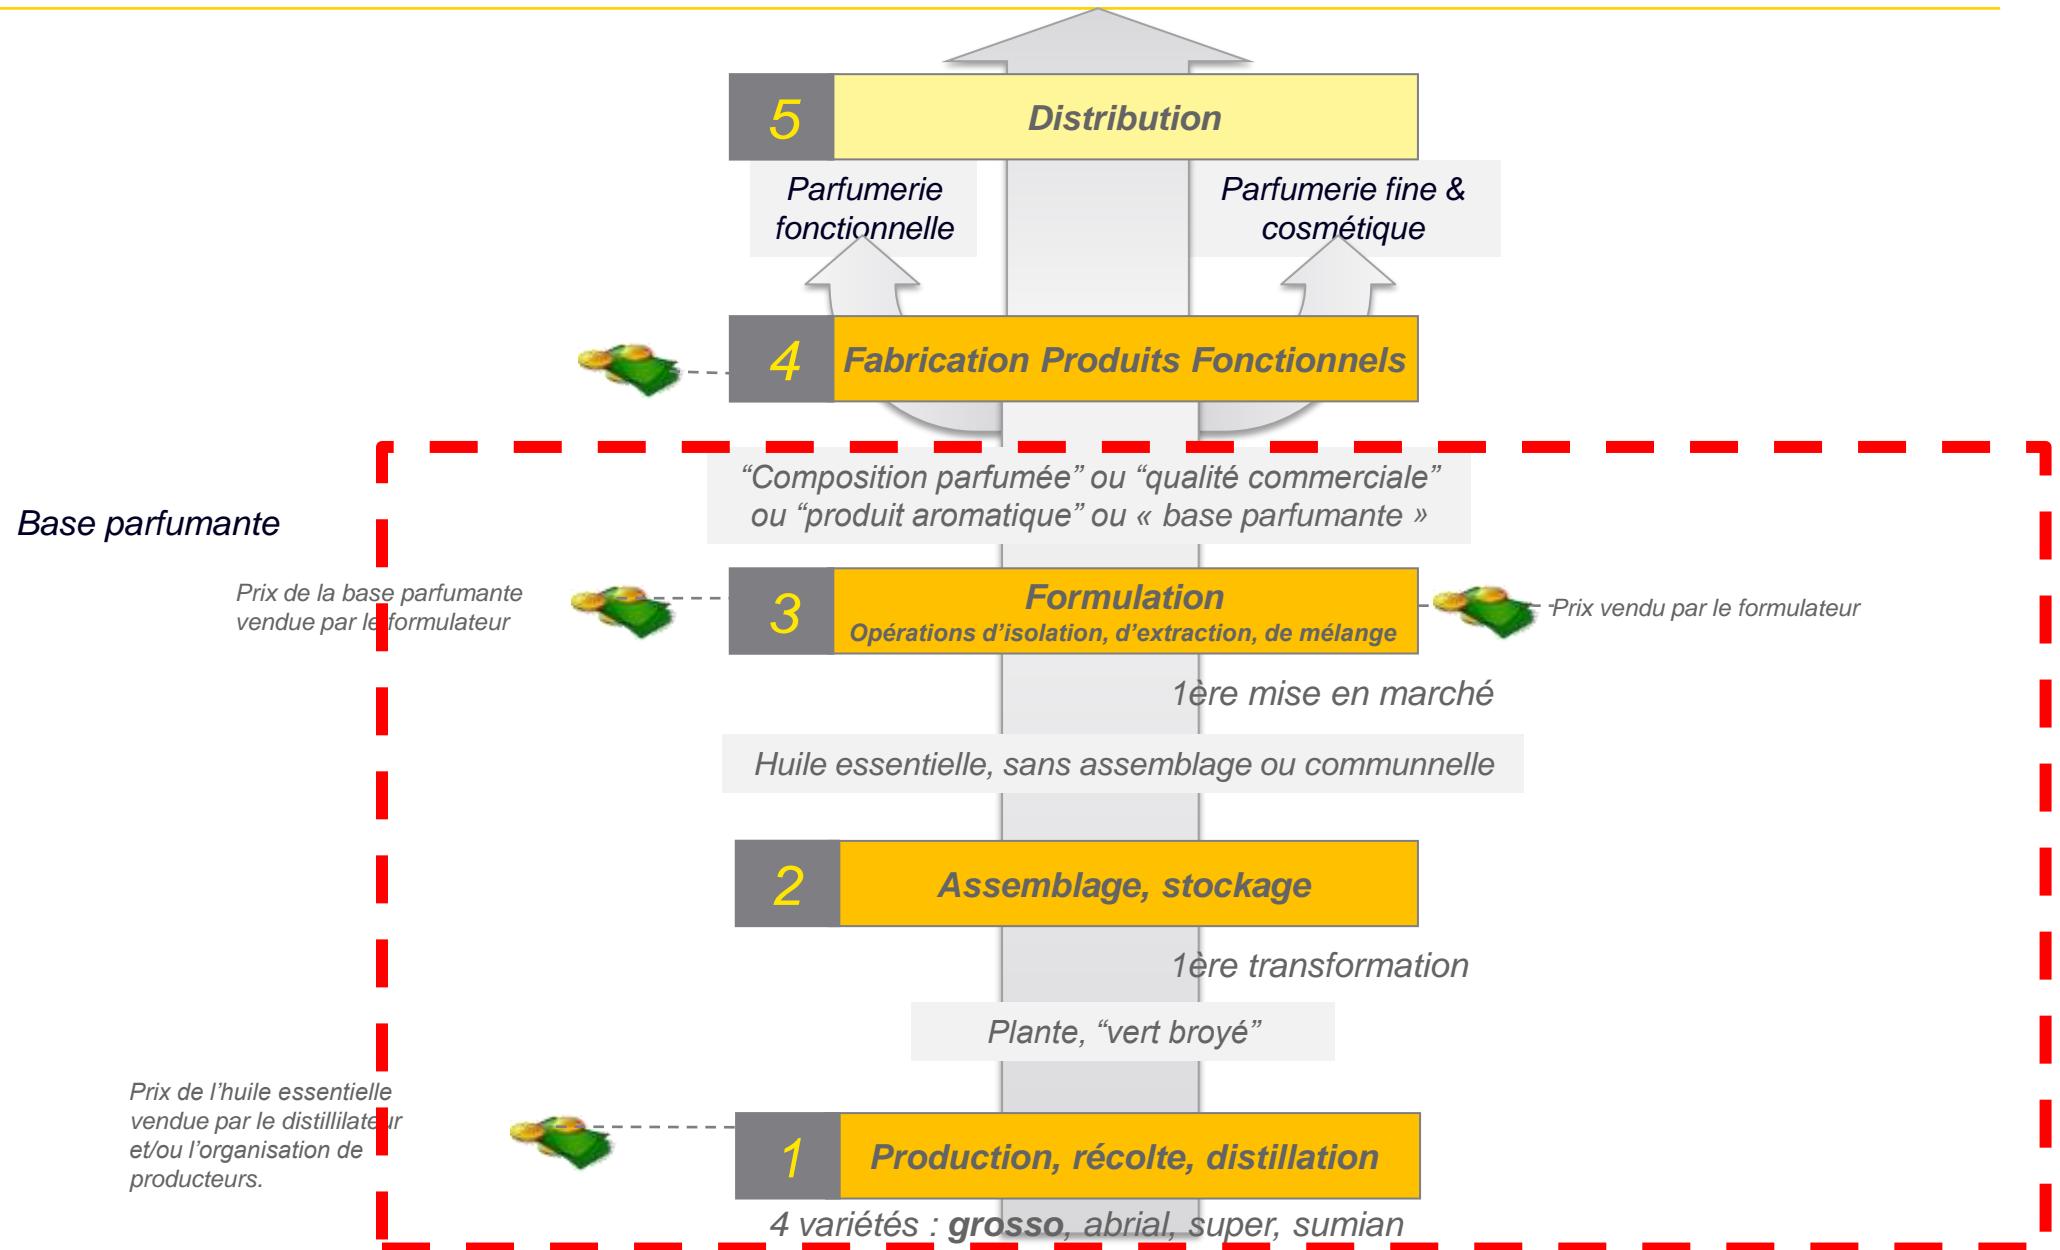 5
Distribution
Parfumerie
fonctionnelle
Parfumerie fine &
cosmétique
4
Fabrication Produits Fonctionnels
“Composition parfumée” ou “qualité commerciale”
ou “produit aromatique” ou « base parfumante »
Base parfumante
Prix de la base parfumante
vendue par le formulateur
3
Formulation
Opérations d’isolation, d’extraction, de mélange
Prix vendu par le formulateur
1ère mise en marché
Huile essentielle, sans assemblage ou communnelle
2
Assemblage, stockage
1ère transformation
Plante, “vert broyé”
Prix de l’huile essentielle
vendue par le distillilateur
et/ou l’organisation de
producteurs.
1
Production, récolte, distillation
4 variétés : grosso, abrial, super, sumian